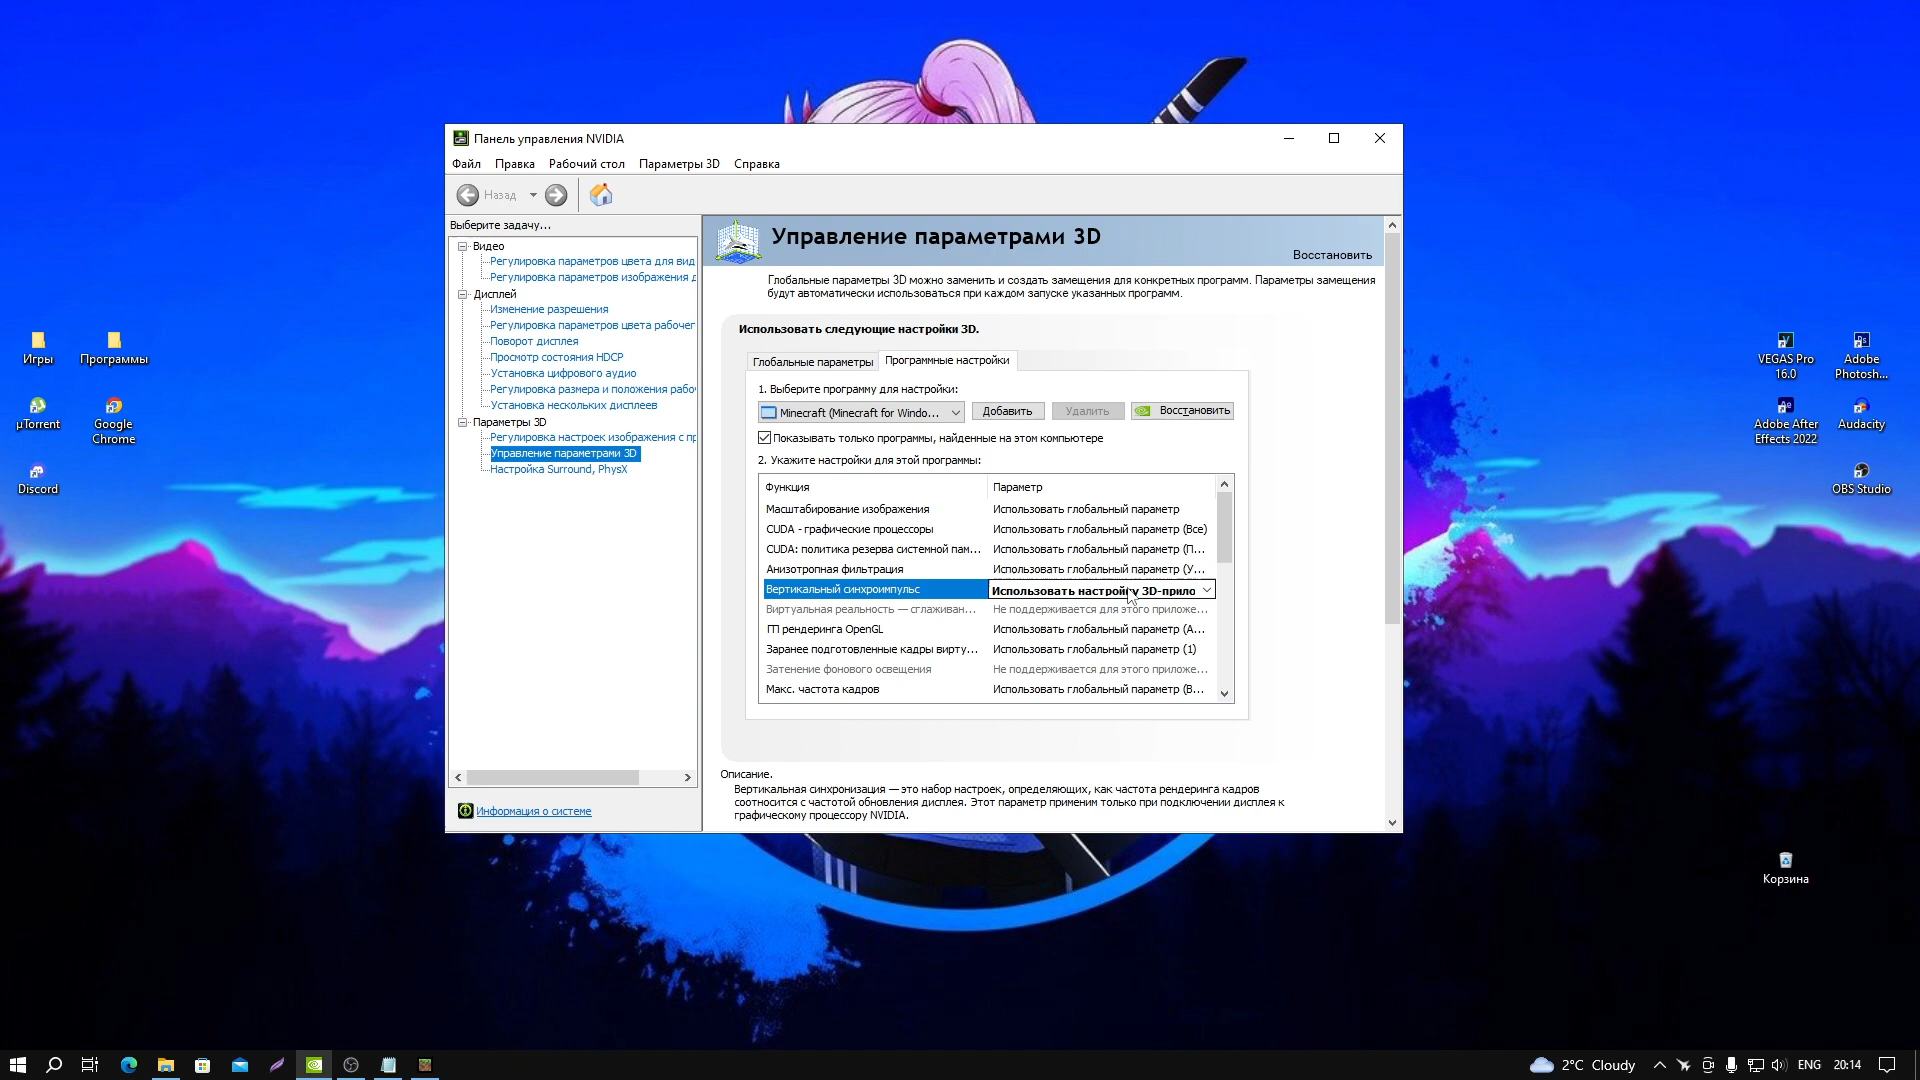 Панель управления NVIDIA
Файл Правка Рабочий стол Параметры 3D Справка
Назад
Выберите задачу...
Видео
Регулировка параметров цвета для вид
Регулировка параметров изображения д
Дисплей
Изменение разрешения
Регулировка параметров цвета рабочег
Поворот дисплея
Просмотр состояния HDCP
Установка цифрового аудио
Регулировка размера и положения рабо
Установка нескольких дисплеев
Параметры 3D
Регулировка настроек изображения с пр
Управление параметрами 3D
Настройка Surround, PhysX
Информация о системе
Управление параметрами 3D
Восстановить
Глобальные параметры 3D можно заменить и создать замещения для конкретных программ. Параметры замещения
будут автоматически использоваться при каждом запуске указанных программ.
Использовать следующие настройки 3D.
Глобальные параметры Программные настройки
1. Выберите программу для настройки:
Minecraft (Minecraft for Windo... Добавить Удалить Восстановить
Показывать только программы, найденные на этом компьютере
2. Укажите настройки для этой программы:
Функция Параметр
Масштабирование изображения Использовать глобальный параметр
CUDA - графические процессоры Использовать глобальный параметр (Все)
CUDA: политика резерва системной пам... Использовать глобальный параметр (П...
Анизотропная фильтрация Использовать глобальный параметр (У...
Вертикальный синхроимпульс Использовать настройку 3D-прило
Виртуальная реальность — сглаживан... Не поддерживается для этого приложе...
ГП рендеринга OpenGL Использовать глобальный параметр (А...
Заранее подготовленные кадры вирту... Использовать глобальный параметр (1)
Затенение фонового освещения Не поддерживается для этого приложе...
Макс. частота кадров Использовать глобальный параметр (В...
Описание.
Вертикальная синхронизация — это набор настроек, определяющих, как частота рендеринга кадров
соотносится с частотой обновления дисплея. Этот параметр применим только при подключении дисплея к
графическому процессору NVIDIA.
Игры
Программы
µTorrent
Google
Chrome
Discord
VEGAS Pro
16.0
Adobe
Photosh...
Adobe After
Effects 2022
Audacity
OBS Studio
Корзина
2°C Cloudy ENG 20:14